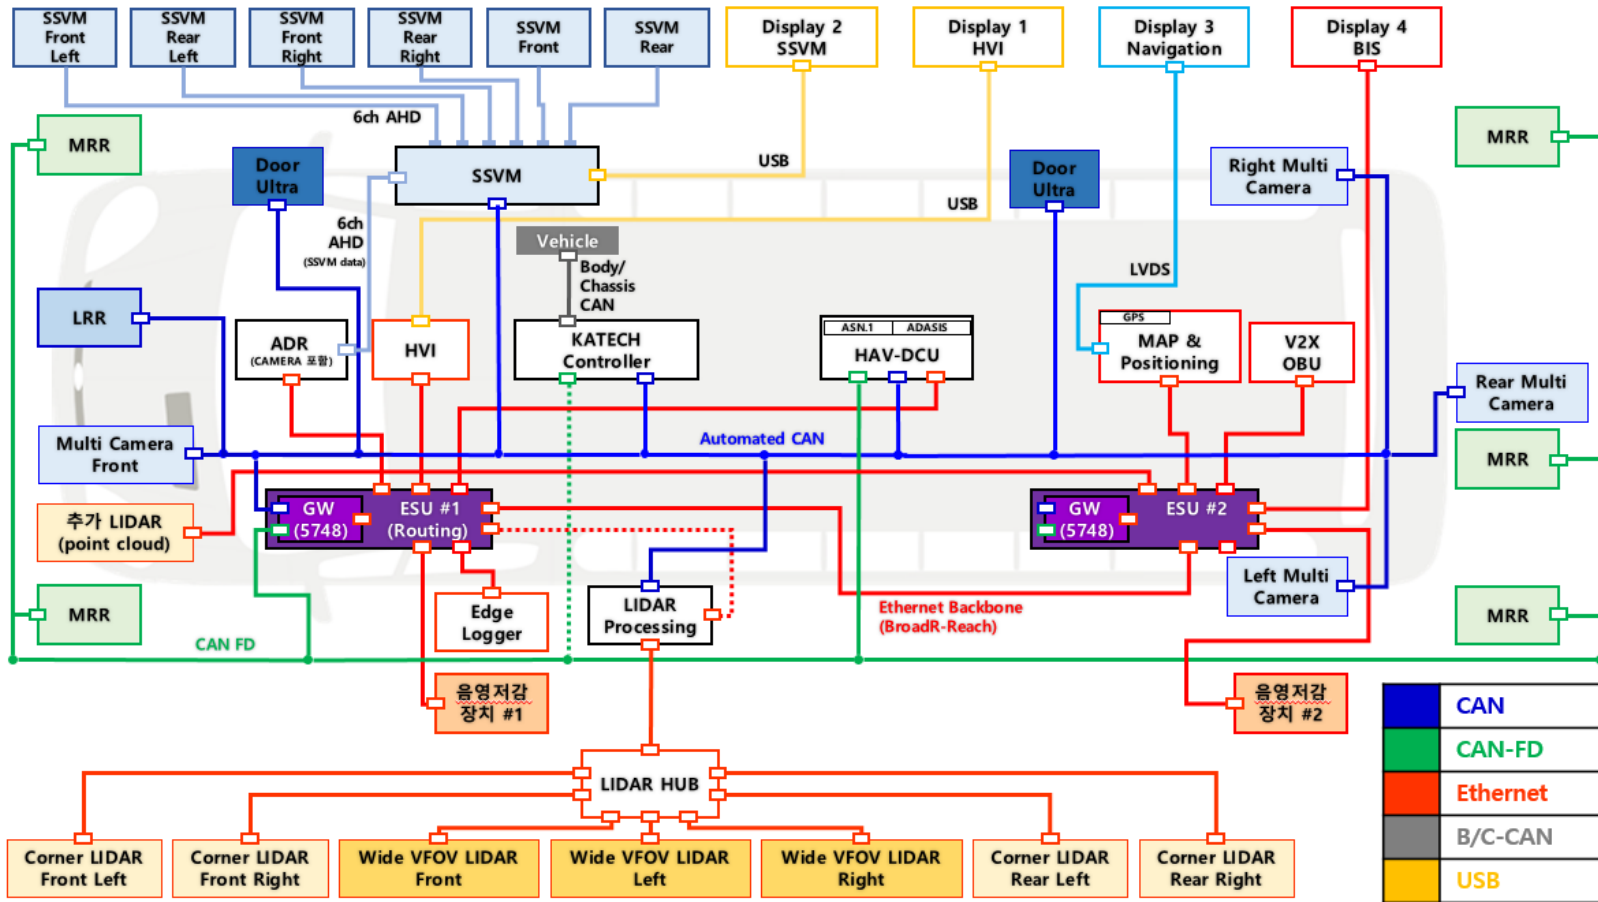 SSVM
Front
Left
SSVM
Rear
Left
SSVM
Front
Right
SSVM
Rear
Right
SSVM
Front
SSVM
Rear
Display 2
SSVM
Display 1
HVI
Display 3
Navigation
Display 4
BIS
6ch AHD
MRR
Door
Ultra
SSVM
USB
Door
Ultra
Right Multi
Camera
MRR
6ch
AHD
(SSVM data)
USB
Vehicle
Body/
Chassis
CAN
LVDS
LRR
ADR
(CAMERA 포함)
HVI
KATECH
Controller
ASN.1
ADASIS
HAV-DCU
GPS
MAP &
Positioning
V2X
OBU
Rear Multi
Camera
Multi Camera
Front
Automated CAN
MRR
추가 LIDAR
(point cloud)
GW
(5748)
ESU #1
(Routing)
GW
(5748)
ESU #2
MRR
Edge
Logger
LIDAR
Processing
Ethernet Backbone
(BroadR-Reach)
Left Multi
Camera
MRR
CAN FD
음영저감
장치 #1
음영저감
장치 #2
CAN
CAN-FD
Ethernet
B/C-CAN
USB
LIDAR HUB
Corner LIDAR
Front Left
Corner LIDAR
Front Right
Wide VFOV LIDAR
Front
Wide VFOV LIDAR
Left
Wide VFOV LIDAR
Right
Corner LIDAR
Rear Left
Corner LIDAR
Rear Right